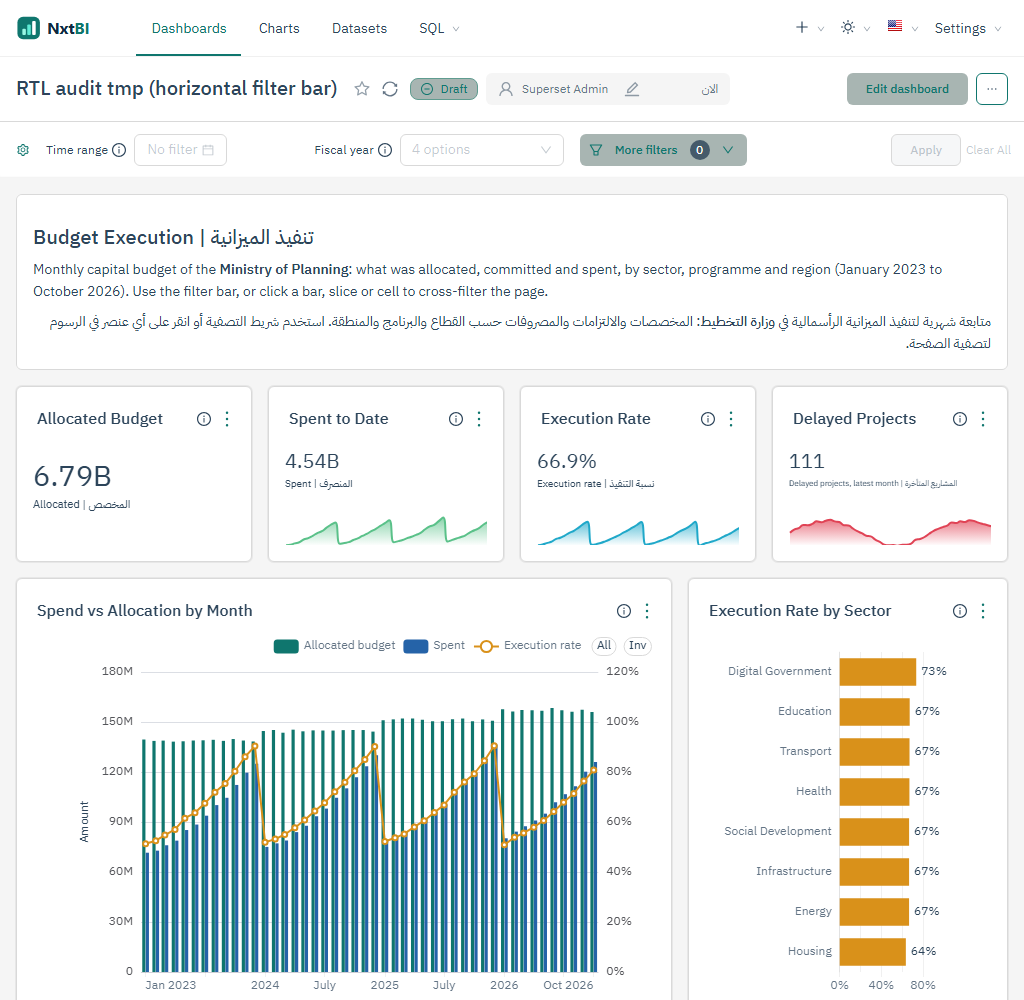 NxtBI
Dashboards
Charts
Datasets
SQL
Settings
RTL audit tmp (horizontal filter bar)
Draft
Superset Admin
الآن
Edit dashboard
...
Time range
No filter
Fiscal year
4 options
More filters
0
Apply
Clear All
Budget Execution | تنفيذ الميزانية
Monthly capital budget of the Ministry of Planning: what was allocated, committed and spent, by sector, programme and region (January 2023 to
October 2026). Use the filter bar, or click a bar, slice or cell to cross-filter the page.
متابعة شهرية لتنفيذ الميزانية الرأسمالية في وزارة التخطيط: المخصصات والالتزامات والمصروفات حسب القطاع والبرنامج والمنطقة. استخدم شريط التصفية أو انقر على أي عنصر في الرسوم
لتصفية الصفحة.
Allocated Budget
6.79B
Allocated | المخصص
Spent to Date
4.54B
Spent | المنصرف
Execution Rate
66.9%
Execution rate | نسبة التنفيذ
Delayed Projects
111
Delayed projects, latest month | المشاريع المتأخرة
Spend vs Allocation by Month
Allocated budget
Spent
Execution rate
All
Inv
180M
150M
120M
90M
60M
30M
0
Amount
120%
100%
80%
60%
40%
20%
0%
Jan 2023
2024
July
2025
July
2026
Oct 2026
Execution Rate by Sector
Digital Government 73%
Education 67%
Transport 67%
Health 67%
Social Development 67%
Infrastructure 67%
Energy 67%
Housing 64%
0%
40%
80%